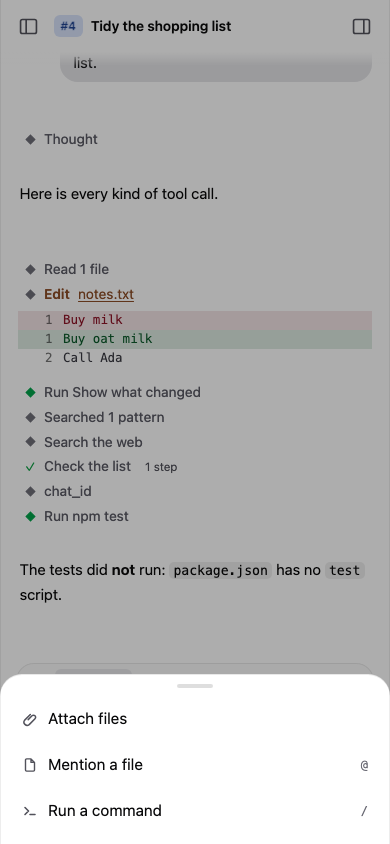 #4 Tidy the shopping list
list.
Thought
Here is every kind of tool call.
Read 1 file
Edit notes.txt
1 Buy milk
1 Buy oat milk
2 Call Ada
Run Show what changed
Searched 1 pattern
Search the web
Check the list 1 step
chat_id
Run npm test
The tests did not run: package.json has no test
script.
Attach files
Mention a file @
Run a command /